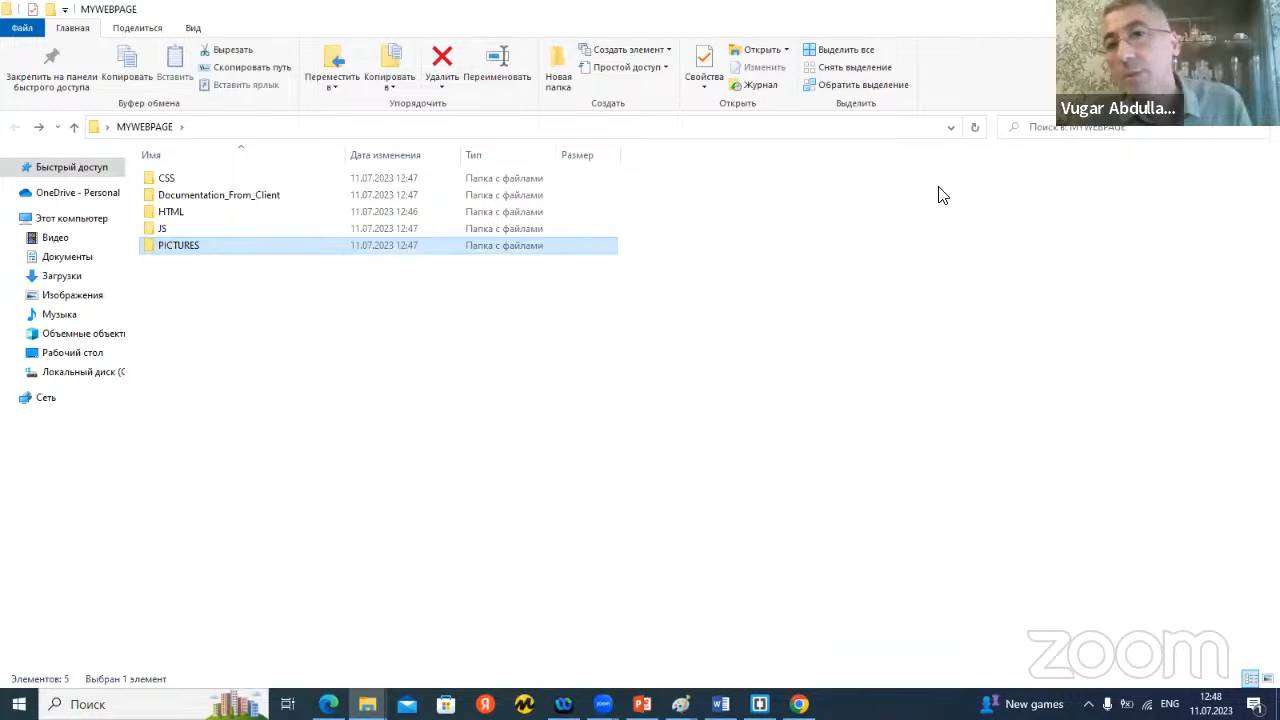 MYWEBPAGE
Файл Главная Поделиться Вид
Закрепить на панели быстрого доступа
Копировать
Вставить
Вырезать
Скопировать путь
Вставить ярлык
Буфер обмена
Переместить в
Копировать в
Удалить
Переименовать
Упорядочить
Новая папка
Создать элемент
Простой доступ
Создать
Свойства
Открыть
Изменить
Журнал
Открыть
Выделить все
Снять выделение
Обратить выделение
Выделить
Vugar Abdulla...
MYWEBPAGE
Поиск в: MYWEBPAGE
Имя Дата изменения Тип Размер
CSS 11.07.2023 12:47 Папка с файлами
Documentation_From_Client 11.07.2023 12:47 Папка с файлами
HTML 11.07.2023 12:46 Папка с файлами
JS 11.07.2023 12:47 Папка с файлами
PICTURES 11.07.2023 12:47 Папка с файлами
Быстрый доступ
OneDrive - Personal
Этот компьютер
Видео
Документы
Загрузки
Изображения
Музыка
Объемные объект
Рабочий стол
Локальный диск (C
Сеть
zoom
Элементов: 5 Выбран 1 элемент
Поиск
New games
ENG
12:48
11.07.2023